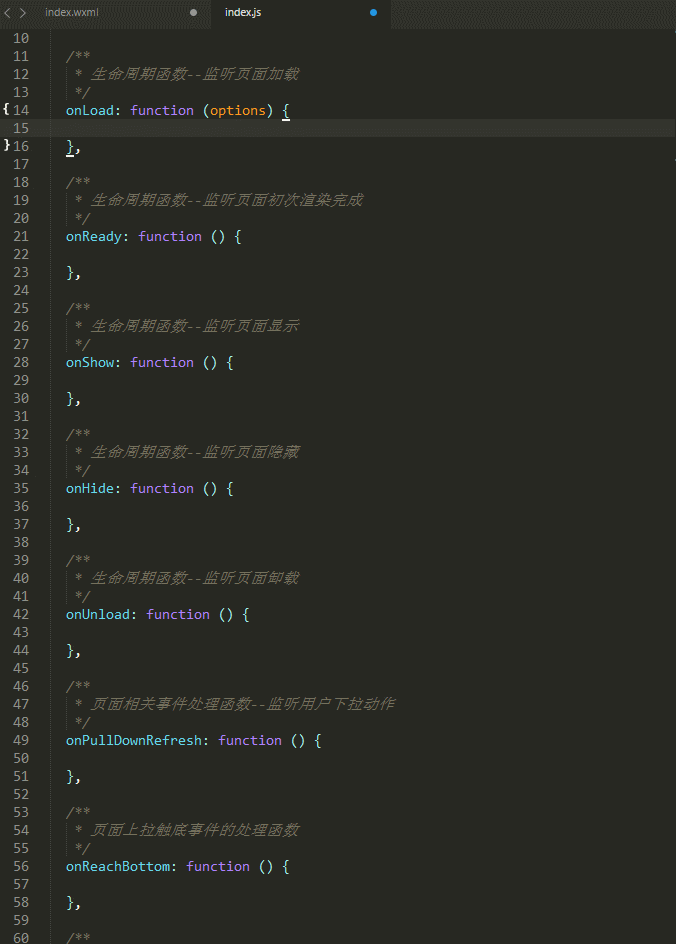 index.wxml
index.js
10
11 /**
12 * 生命周期函数--监听页面加载
13 */
14 onLoad: function (options) {
15
16 },
17
18 /**
19 * 生命周期函数--监听页面初次渲染完成
20 */
21 onReady: function () {
22
23 },
24
25 /**
26 * 生命周期函数--监听页面显示
27 */
28 onShow: function () {
29
30 },
31
32 /**
33 * 生命周期函数--监听页面隐藏
34 */
35 onHide: function () {
36
37 },
38
39 /**
40 * 生命周期函数--监听页面卸载
41 */
42 onUnload: function () {
43
44 },
45
46 /**
47 * 页面相关事件处理函数--监听用户下拉动作
48 */
49 onPullDownRefresh: function () {
50
51 },
52
53 /**
54 * 页面上拉触底事件的处理函数
55 */
56 onReachBottom: function () {
57
58 },
59
60 /**